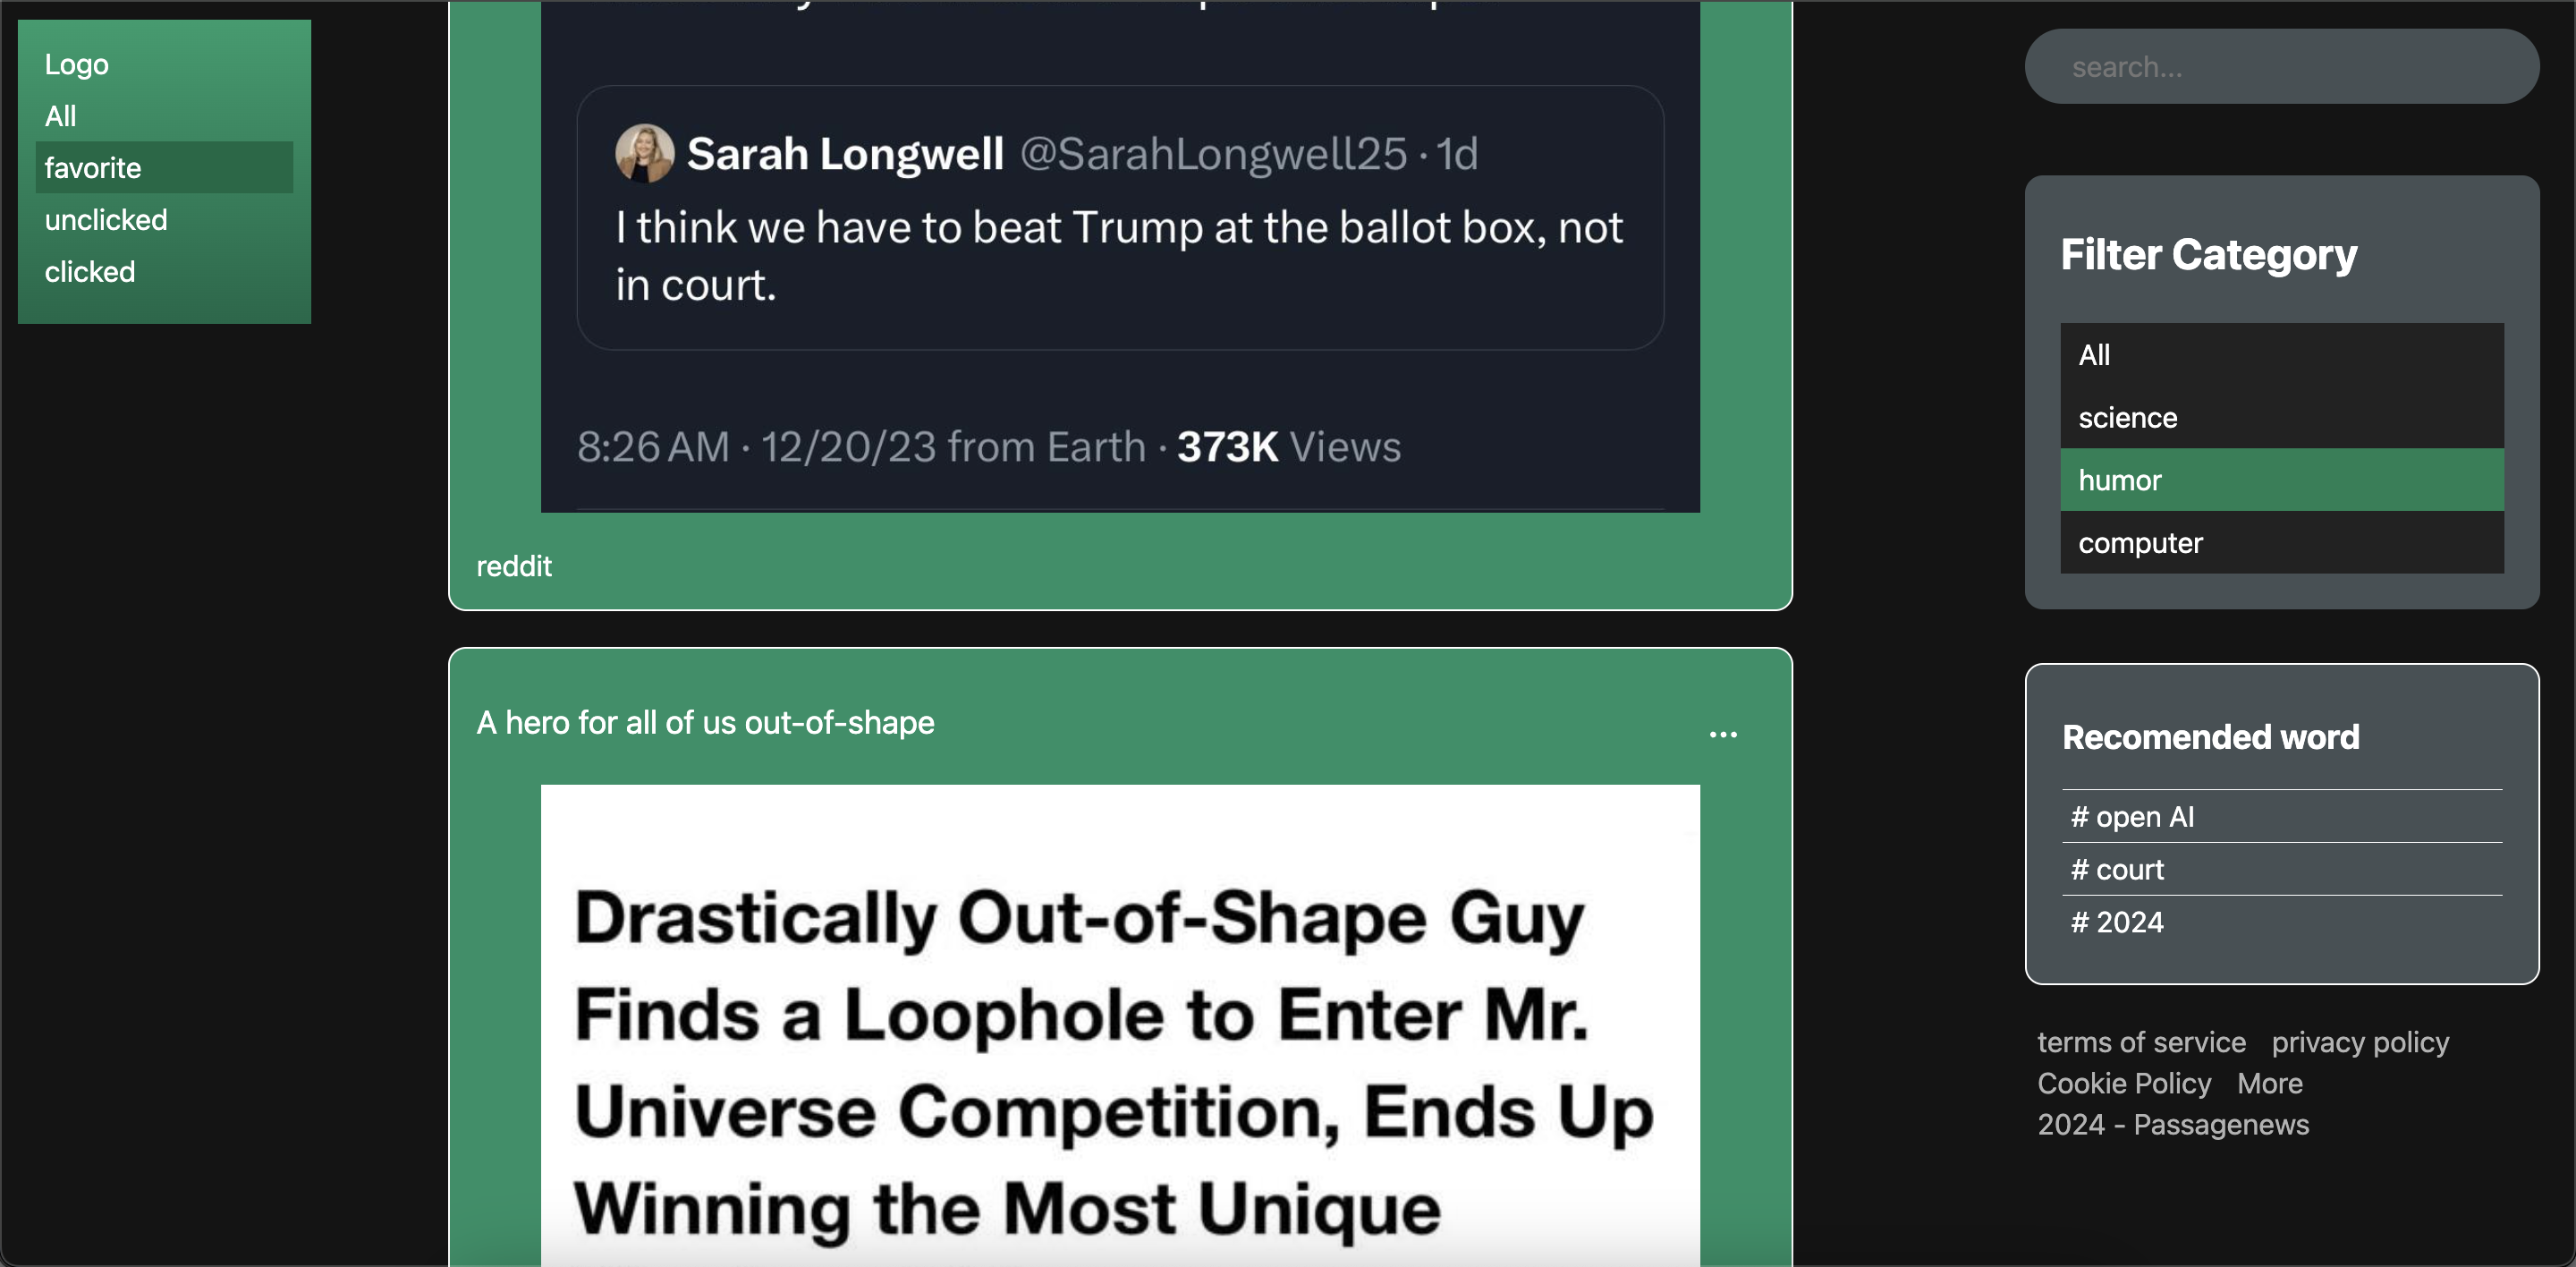 Logo
All
favorite
unclicked
clicked
Sarah Longwell @SarahLongwell25 · 1d
I think we have to beat Trump at the ballot box, not
in court.
8:26 AM · 12/20/23 from Earth · 373K Views
reddit
A hero for all of us out-of-shape
...
Drastically Out-of-Shape Guy
Finds a Loophole to Enter Mr.
Universe Competition, Ends Up
Winning the Most Unique
search...
Filter Category
All
science
humor
computer
Recomended word
# open AI
# court
# 2024
terms of service privacy policy
Cookie Policy More
2024 - Passagenews